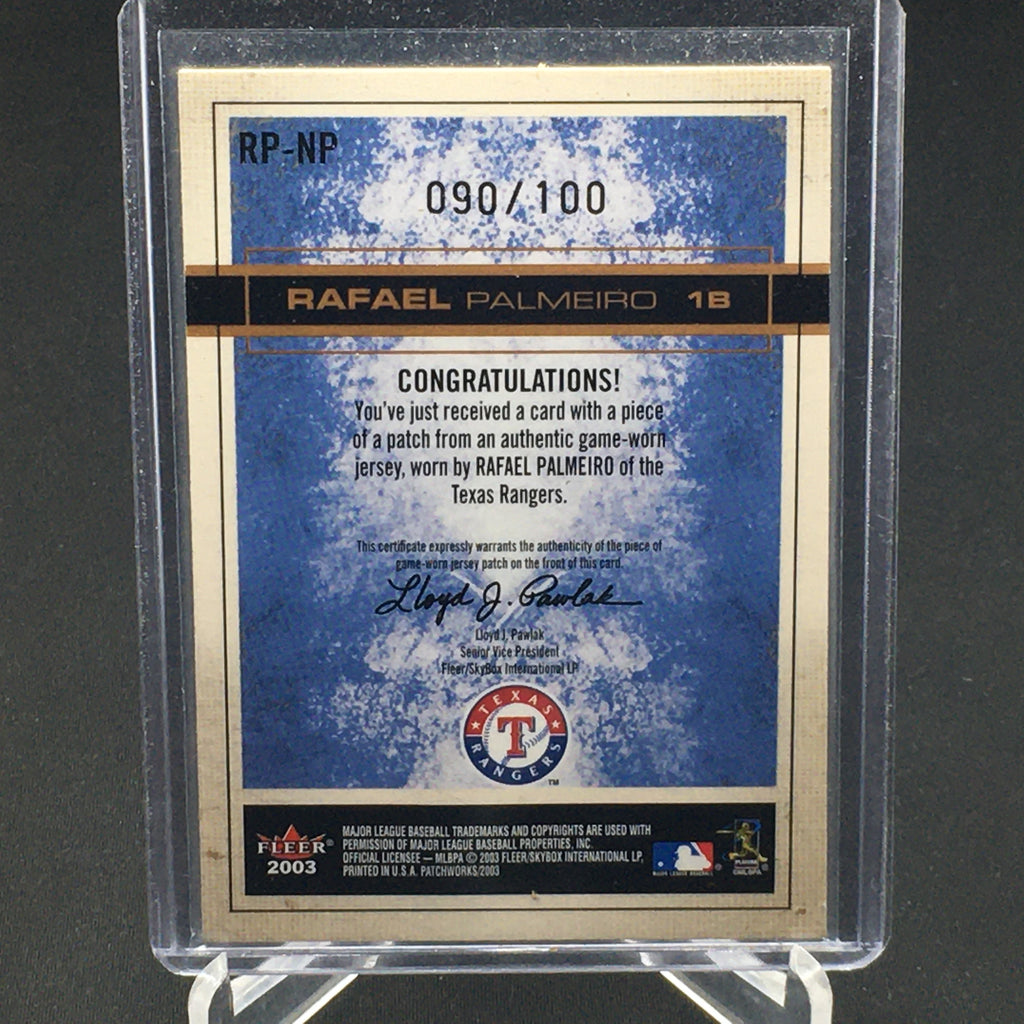 RP-NP
090/100
RAFAEL PALMEIRO 1B
CONGRATULATIONS!
You've just received a card with a piece
of a patch from an authentic game-worn
jersey, worn by RAFAEL PALMEIRO of the
Texas Rangers.
This certificate expressly warrants the authenticity of the piece of
game-worn jersey patch on the front of this card.
Lloyd J. Pawlak
Lloyd J. Pawlak
Senior Vice President
Fleer/SkyBox International LP
TEXAS
T
RANGERS
TM
FLEER®
2003
MAJOR LEAGUE BASEBALL TRADEMARKS AND COPYRIGHTS ARE USED WITH
PERMISSION OF MAJOR LEAGUE BASEBALL PROPERTIES, INC.
OFFICIAL LICENSEE — MLBPA © 2003 FLEER/SKYBOX INTERNATIONAL LP,
PRINTED IN U.S.A. PATCHWORKS/2003
MAJOR LEAGUE BASEBALL